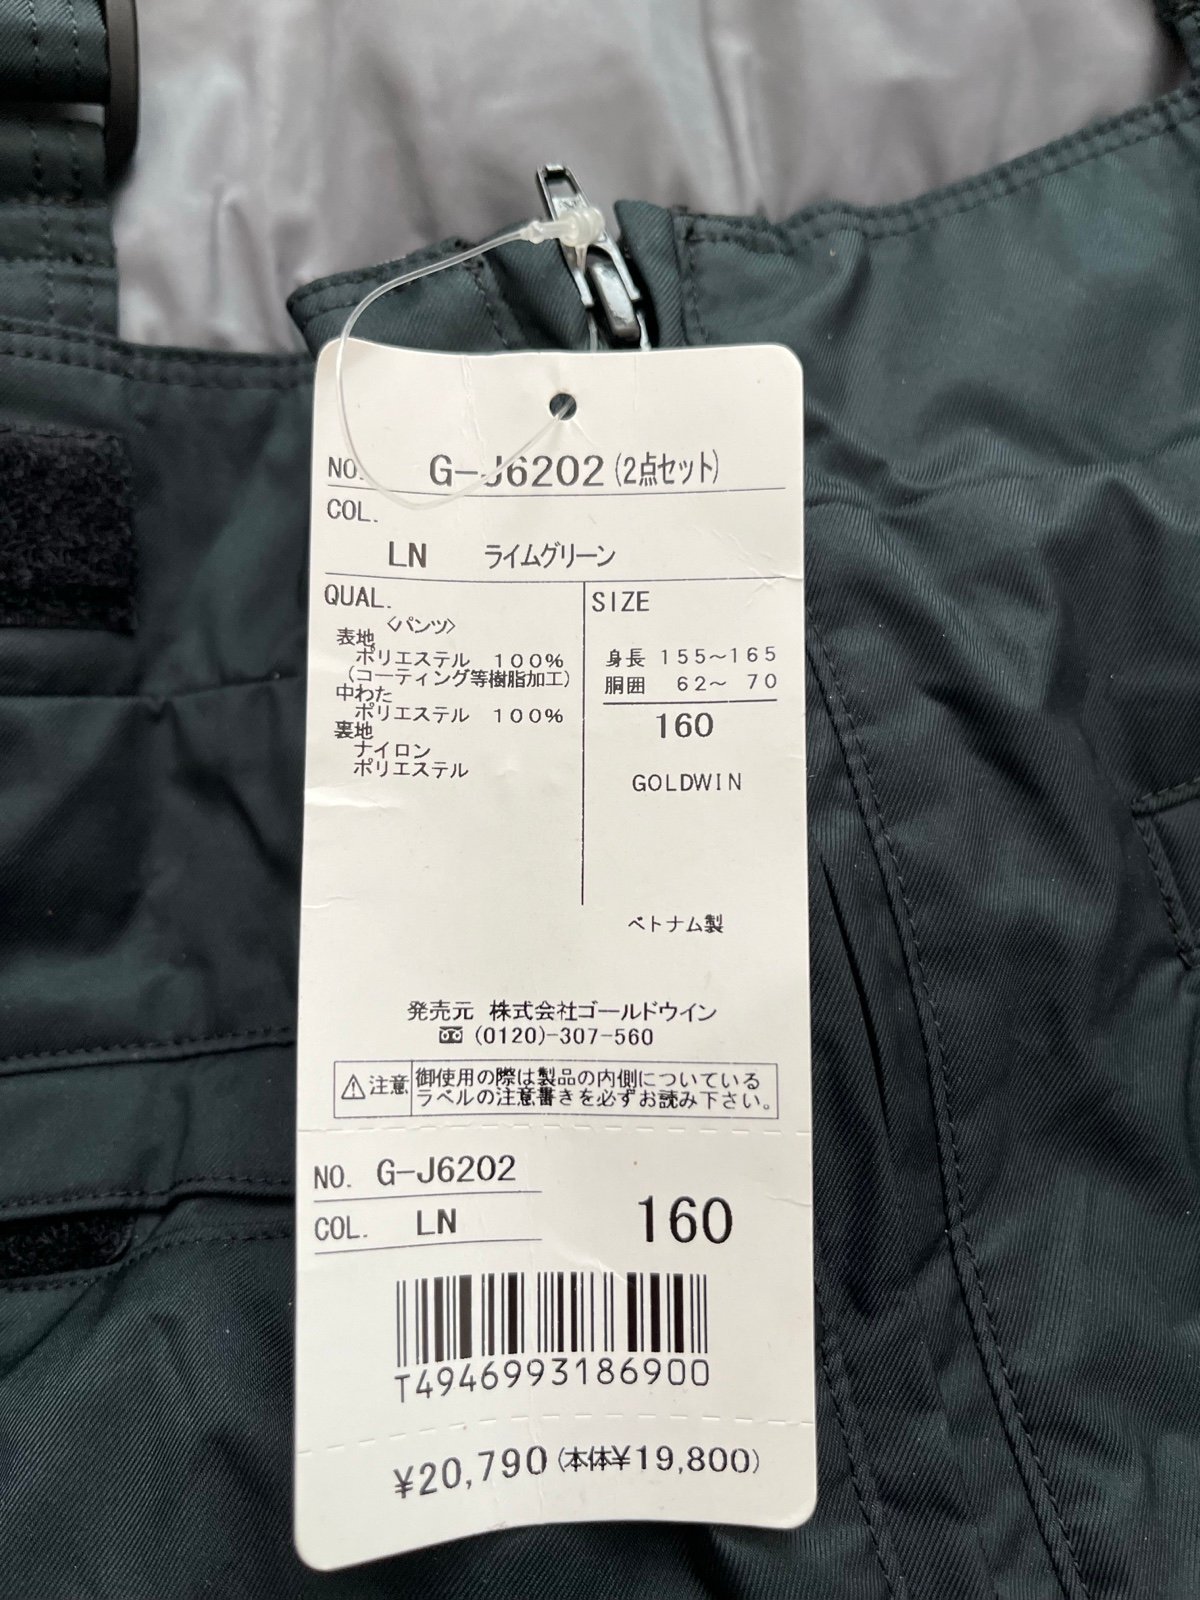 NO. G-J6202(2点セット)
COL.
LN ライムグリーン
QUAL.
〈パンツ〉
表地
ポリエステル 100%
(コーティング等樹脂加工)
中わた
ポリエステル 100%
裏地
ナイロン
ポリエステル
SIZE
身長 155~165
胴囲 62~ 70
160
GOLDWIN
ベトナム製
発売元 株式会社ゴールドウイン
(0120)-307-560
注意 御使用の際は製品の内側についている
ラベルの注意書きを必ずお読み下さい。
NO. G-J6202
COL. LN 160
T4946993186900
¥20,790(本体¥19,800)